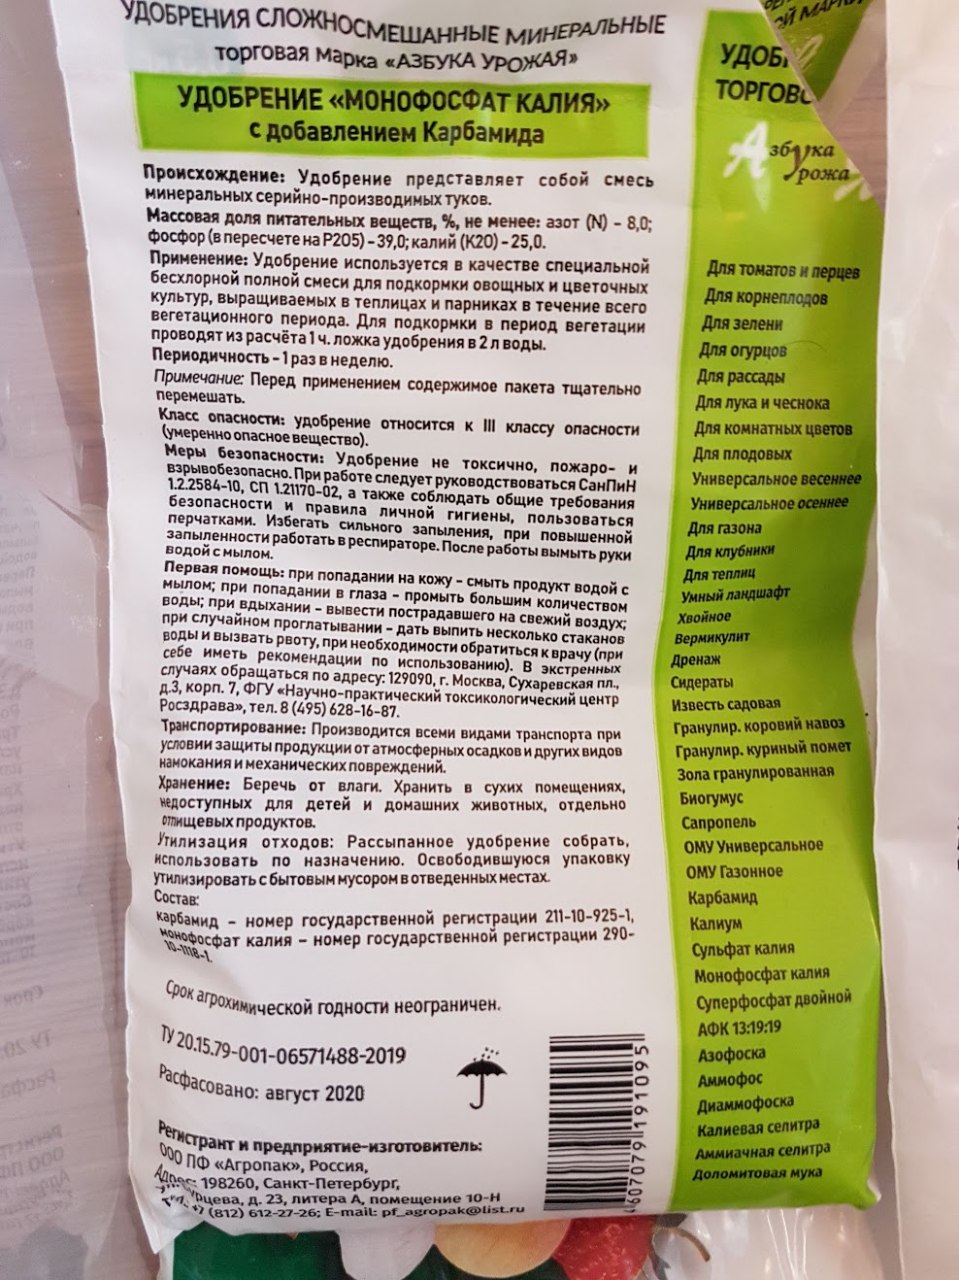 УДОБРЕНИЯ СЛОЖНОСМЕШАННЫЕ МИНЕРАЛЬНЫЕ
торговая марка «АЗБУКА УРОЖАЯ»
УДОБРЕНИЕ «МОНОФОСФАТ КАЛИЯ»
с добавлением Карбамида
Происхождение: Удобрение представляет собой смесь
минеральных серийно-производимых туков.
Массовая доля питательных веществ, %, не менее: азот (N) - 8,0;
фосфор (в пересчете на P2O5) - 39,0; калий (K2O) - 25,0.
Применение: Удобрение используется в качестве специальной
бесхлорной полной смеси для подкормки овощных и цветочных
культур, выращиваемых в теплицах и парниках в течение всего
вегетационного периода. Для подкормки в период вегетации
проводят из расчёта 1 ч. ложка удобрения в 2 л воды.
Периодичность - 1 раз в неделю.
Примечание: Перед применением содержимое пакета тщательно
перемешать.
Класс опасности: удобрение относится к III классу опасности
(умеренно опасное вещество).
Меры безопасности: Удобрение не токсично, пожаро- и
взрывобезопасно. При работе следует руководствоваться СанПиН
1.2.2584-10, СП 1.21170-02, а также соблюдать общие требования
безопасности и правила личной гигиены, пользоваться
перчатками. Избегать сильного запыления, при повышенной
запыленности работать в респираторе. После работы вымыть руки
водой с мылом.
Первая помощь: при попадании на кожу - смыть продукт водой с
мылом; при попадании в глаза - промыть большим количеством
воды; при вдыхании - вывести пострадавшего на свежий воздух;
при случайном проглатывании - дать выпить несколько стаканов
воды и вызвать рвоту, при необходимости обратиться к врачу (при
себе иметь рекомендации по использованию). В экстренных
случаях обращаться по адресу: 129090, г. Москва, Сухаревская пл.,
д.3, корп. 7, ФГУ «Научно-практический токсикологический центр
Росздрава», тел. 8 (495) 628-16-87.
Транспортирование: Производится всеми видами транспорта при
условии защиты продукции от атмосферных осадков и других видов
намокания и механических повреждений.
Хранение: Беречь от влаги. Хранить в сухих помещениях,
недоступных для детей и домашних животных, отдельно
от пищевых продуктов.
Утилизация отходов: Рассыпанное удобрение собрать,
использовать по назначению. Освободившуюся упаковку
утилизировать с бытовым мусором в отведенных местах.
Состав:
карбамид - номер государственной регистрации 211-10-925-1,
монофосфат калия - номер государственной регистрации 290-
10-1118-1.
Срок агрохимической годности неограничен.
ТУ 20.15.79-001-06571488-2019
Расфасовано: август 2020
Регистрант и предприятие-изготовитель:
ООО ПФ «Агропак», Россия,
Адрес: 198260, Санкт-Петербург,
д. 23, литера А, помещение 10-Н
+7 (812) 612-27-26; E-mail: pf_agropak@list.ru
607079191095
УДОБ
ТОРГОВО
Азбука
Урожа
Для томатов и перцев
Для корнеплодов
Для зелени
Для огурцов
Для рассады
Для лука и чеснока
Для комнатных цветов
Для плодовых
Универсальное весеннее
Универсальное осеннее
Для газона
Для клубники
Для теплиц
Умный ландшафт
Хвойное
Вермикулит
Дренаж
Сидераты
Известь садовая
Гранулир. коровий навоз
Гранулир. куриный помет
Зола гранулированная
Биогумус
Сапропель
ОМУ Универсальное
ОМУ Газонное
Карбамид
Калиум
Сульфат калия
Монофосфат калия
Суперфосфат двойной
АФК 13:19:19
Азофоска
Аммофос
Диаммофоска
Калиевая селитра
Аммиачная селитра
Доломитовая мука